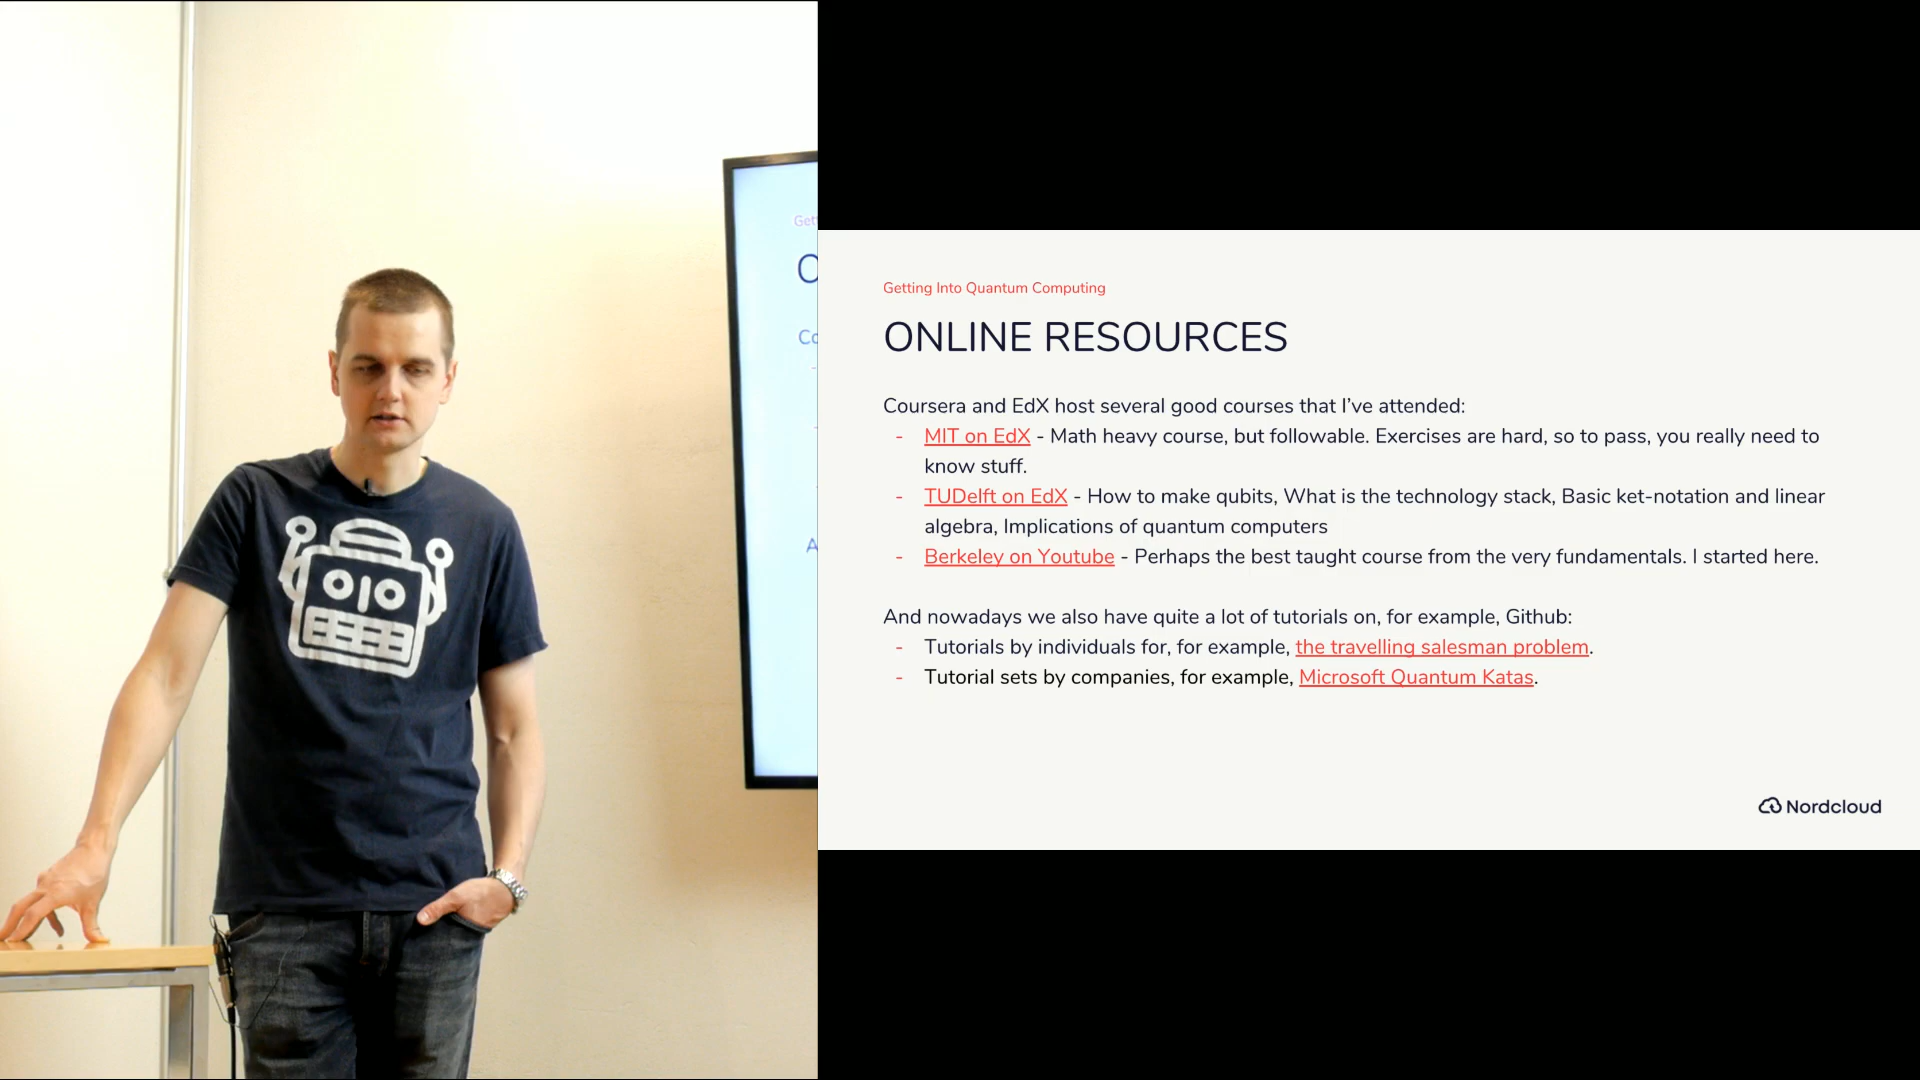 Getting Into Quantum Computing
ONLINE RESOURCES
Coursera and EdX host several good courses that I've attended:
- MIT on EdX - Math heavy course, but followable. Exercises are hard, so to pass, you really need to
know stuff.
- TUDelft on EdX - How to make qubits, What is the technology stack, Basic ket-notation and linear
algebra, Implications of quantum computers
- Berkeley on Youtube - Perhaps the best taught course from the very fundamentals. I started here.
And nowadays we also have quite a lot of tutorials on, for example, Github:
- Tutorials by individuals for, for example, the travelling salesman problem.
- Tutorial sets by companies, for example, Microsoft Quantum Katas.
Nordcloud